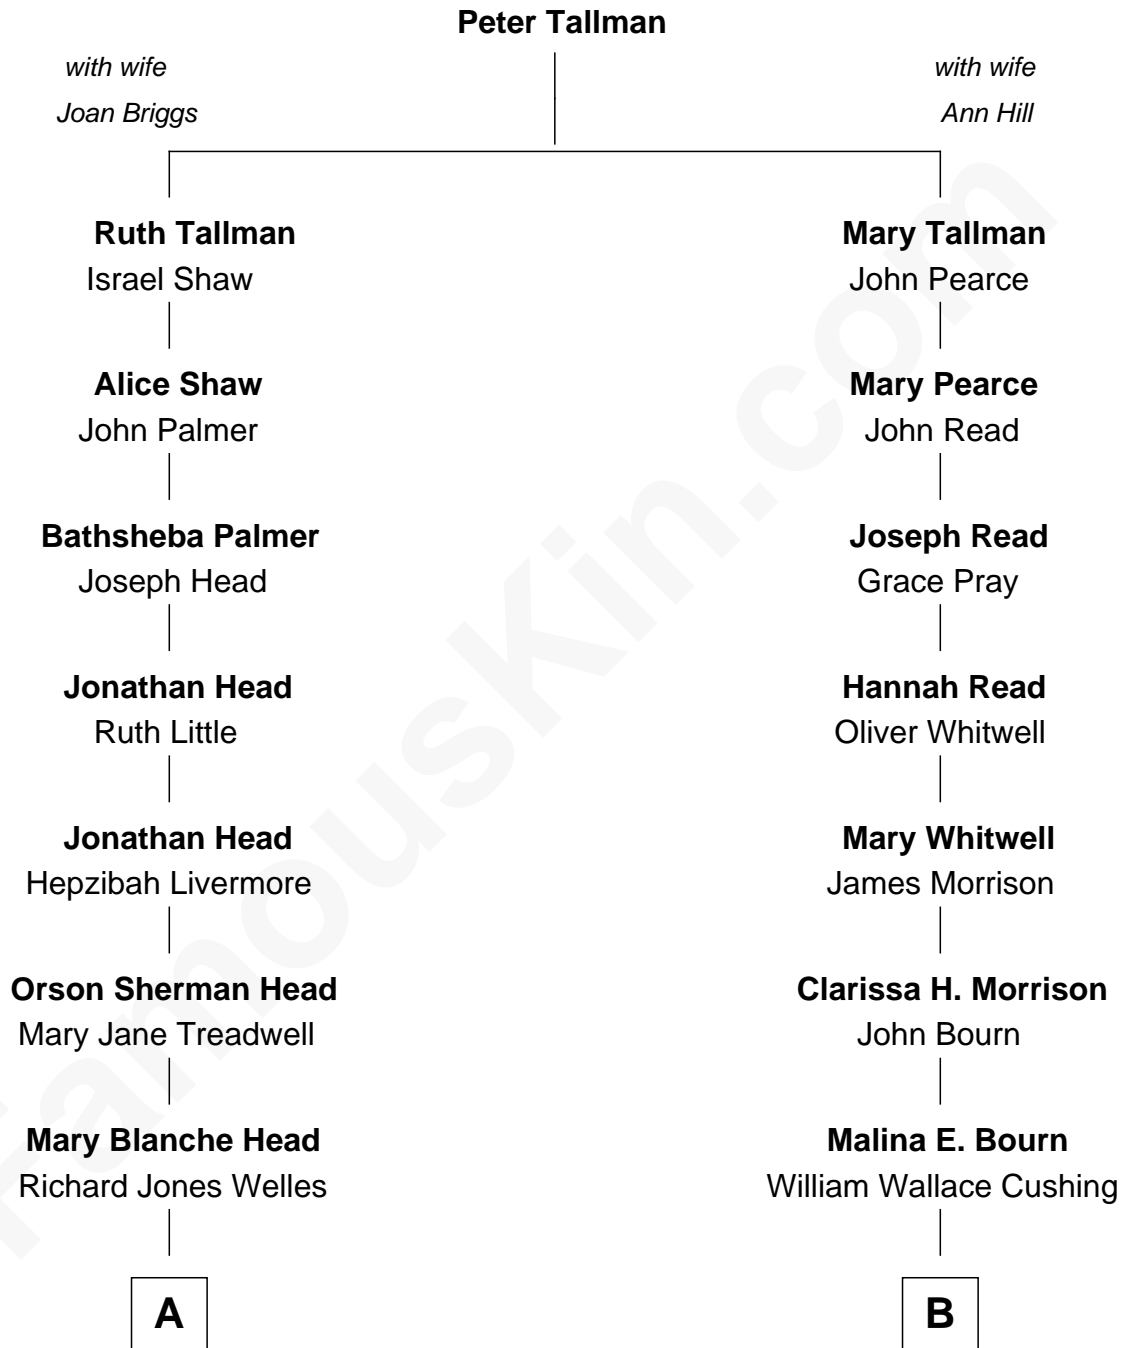 Peter Tallman
with wife
Joan Briggs
with wife
Ann Hill
Ruth Tallman
Israel Shaw
Mary Tallman
John Pearce
Alice Shaw
John Palmer
Mary Pearce
John Read
Bathsheba Palmer
Joseph Head
Joseph Read
Grace Pray
Jonathan Head
Ruth Little
Hannah Read
Oliver Whitwell
Jonathan Head
Hepzibah Livermore
Mary Whitwell
James Morrison
Orson Sherman Head
Mary Jane Treadwell
Clarissa H. Morrison
John Bourn
Mary Blanche Head
Richard Jones Welles
Malina E. Bourn
William Wallace Cushing
A
B
FamousKin.com